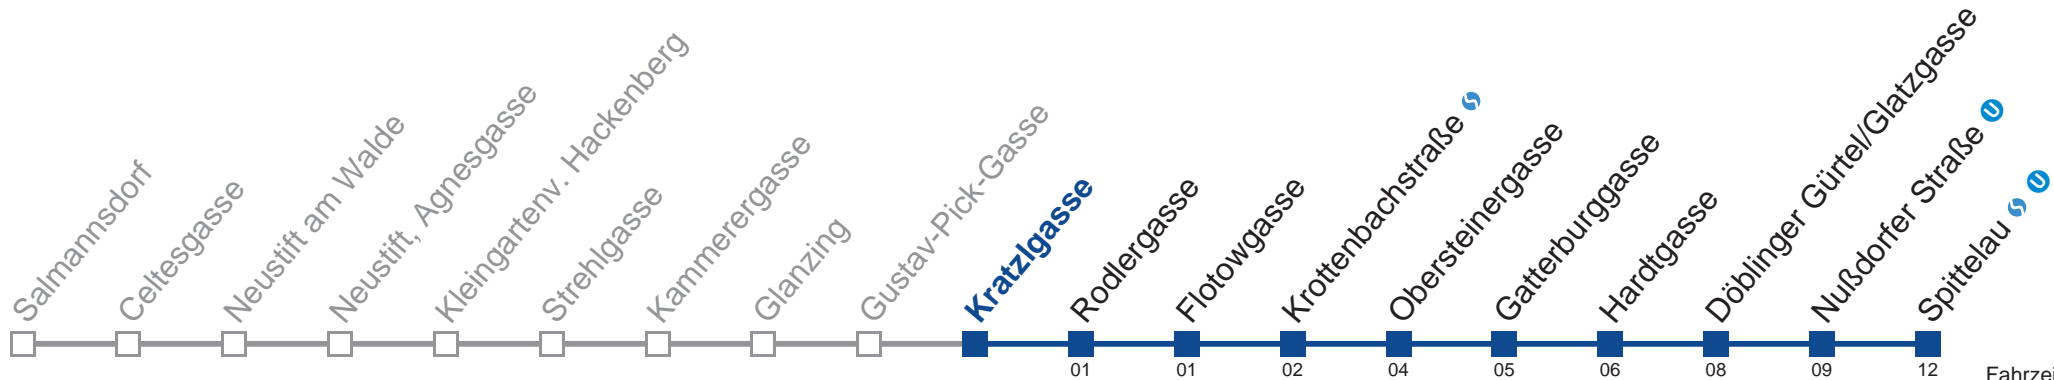 Salmannsdorf
Celtesgasse
Neustift am Walde
Neustift, Agnesgasse
Kleingartenv. Hackenberg
Strehlgasse
Kammerergasse
Glanzing
Gustav-Pick-Gasse
Kratzlgasse
Rodlergasse
Flotowgasse
Krottenbachstraße S
Obersteinergasse
Gatterburggasse
Hardtgasse
Döblinger Gürtel/Glatzgasse
Nußdorfer Straße U
Spittelau S U
01 01 02 04 05 06 08 09 12 Fahrzei